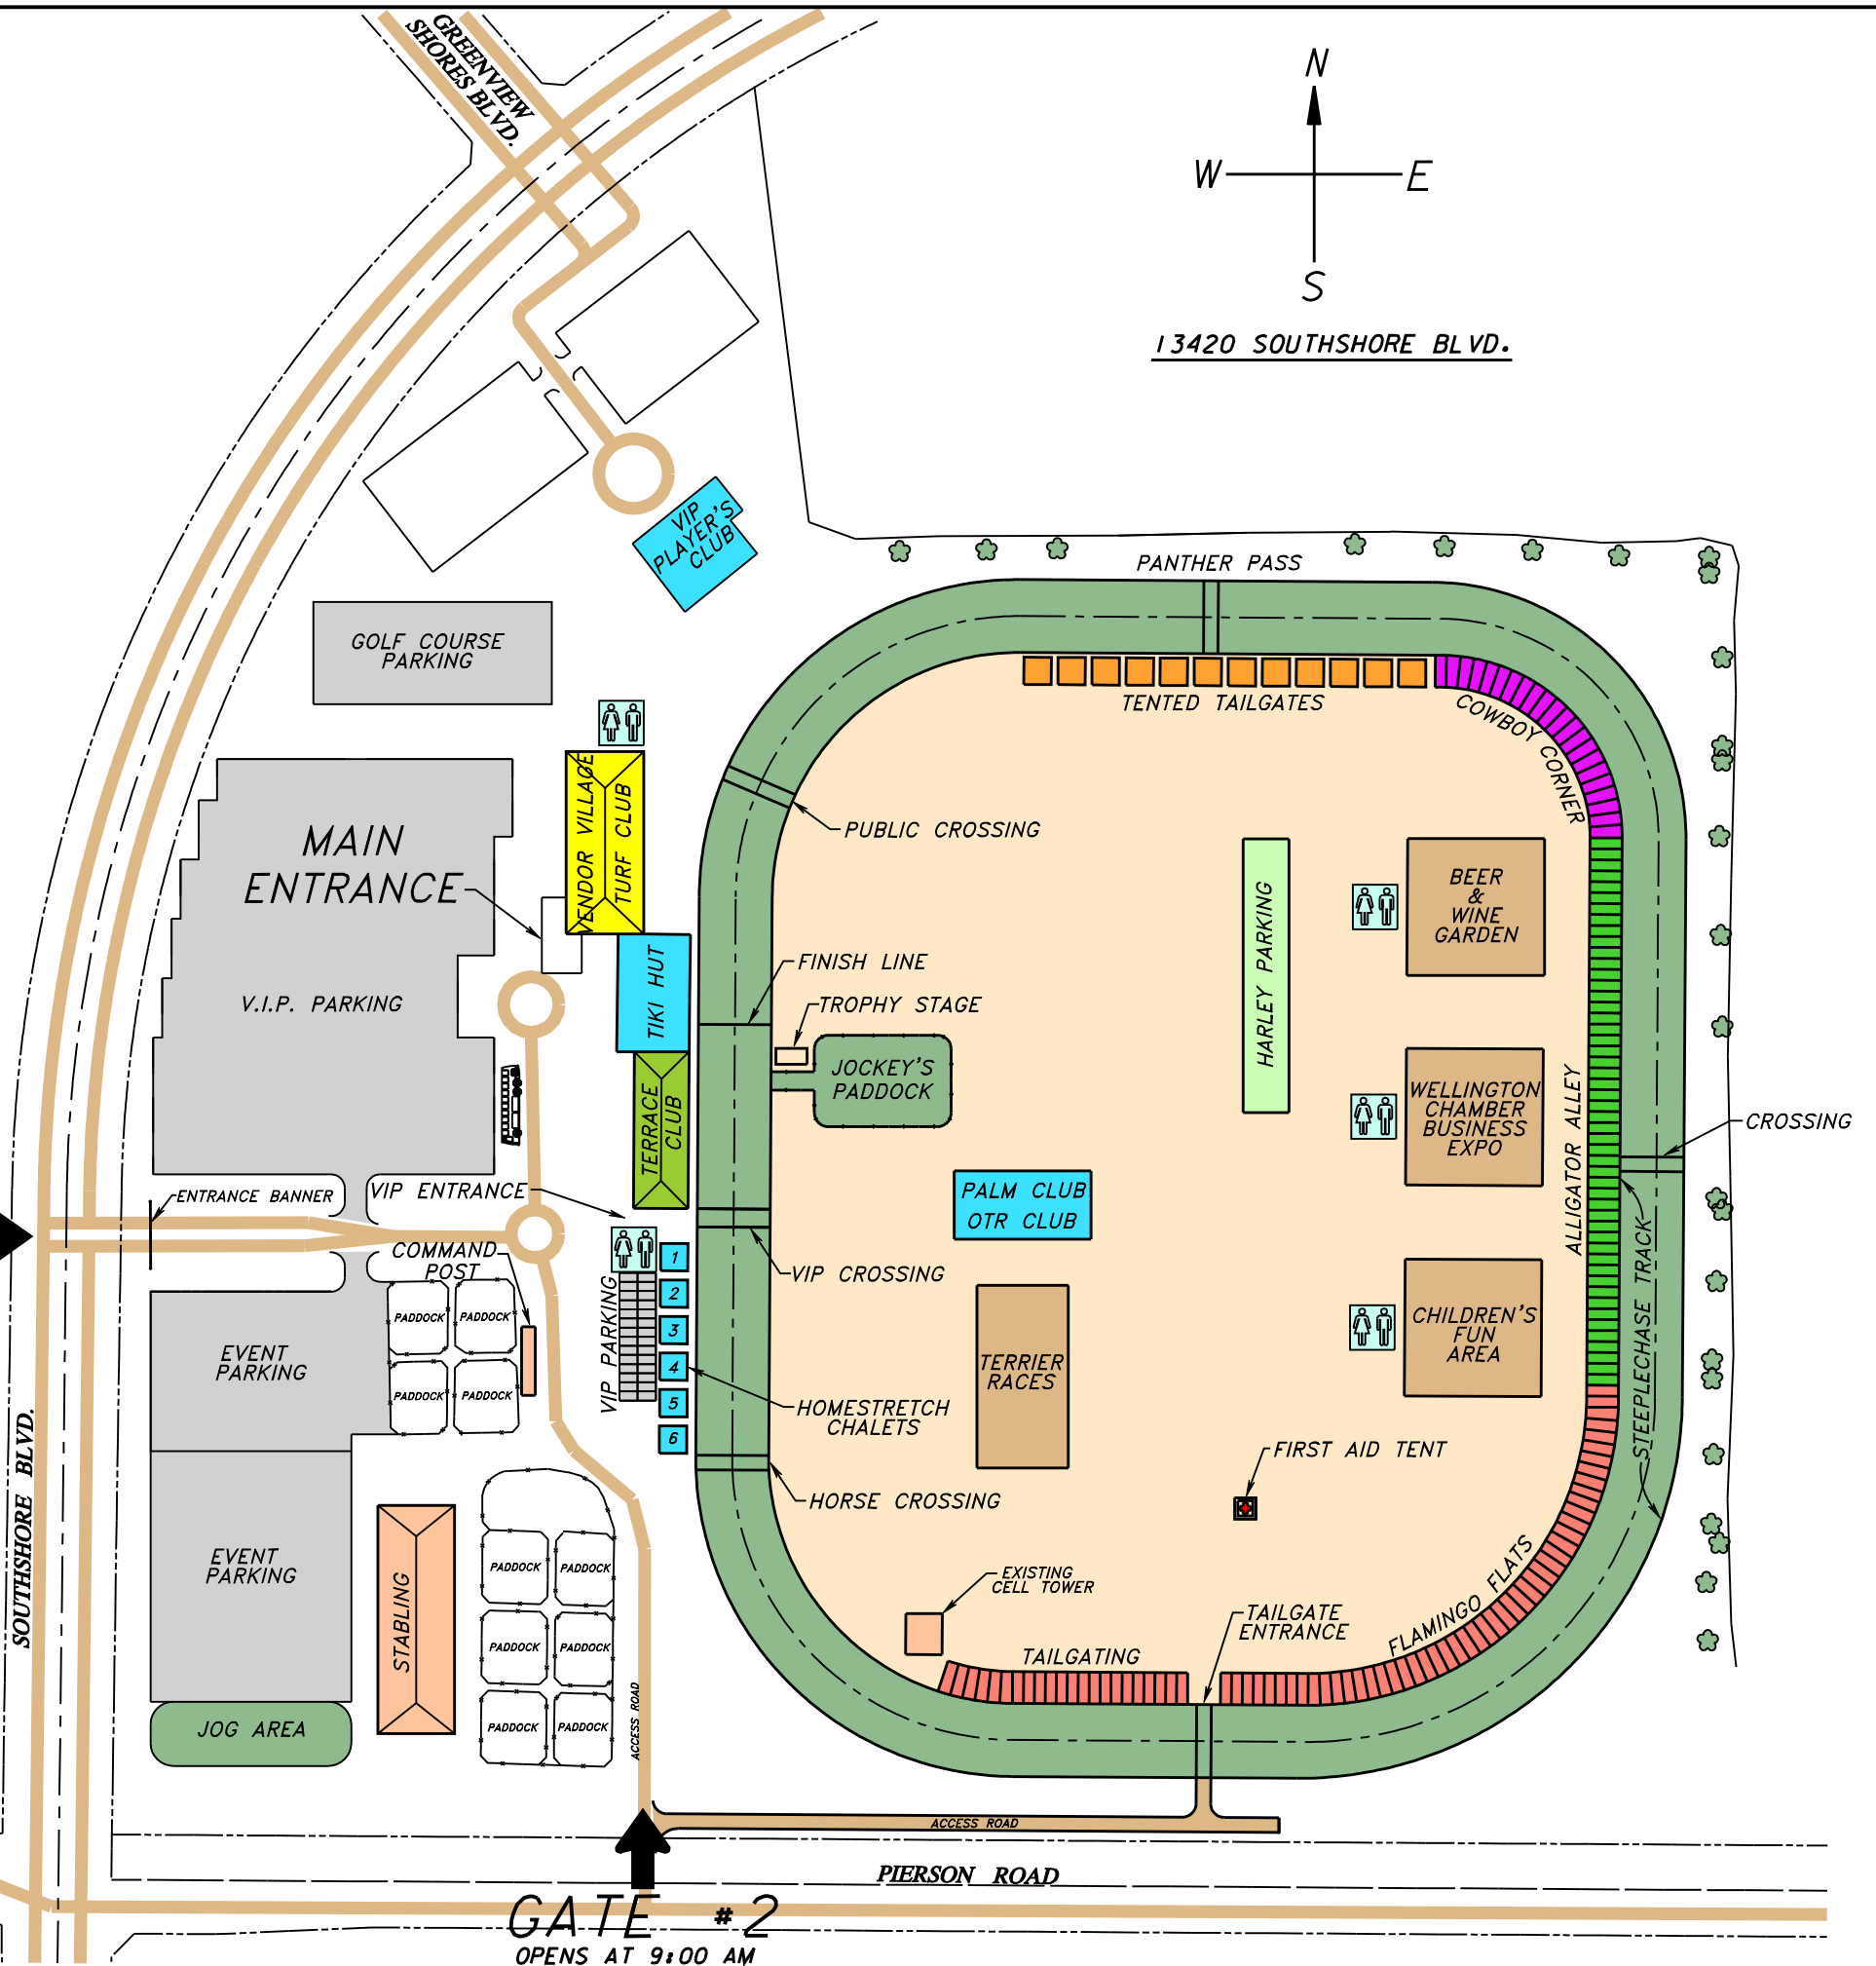 GREENVIEW
SHORES BLVD.
N
W
E
S
13420 SOUTHSHORE BLVD.
VIP
PLAYER'S
CLUB
PANTHER PASS
GOLF COURSE
PARKING
TENTED TAILGATES
COWBOY CORNER
VENDOR VILLAGE
TURF CLUB
MAIN
ENTRANCE
PUBLIC CROSSING
BEER
&
WINE
GARDEN
HARLEY PARKING
V.I.P. PARKING
TIKI HUT
FINISH LINE
TROPHY STAGE
JOCKEY'S
PADDOCK
TERRACE
CLUB
WELLINGTON
CHAMBER
BUSINESS
EXPO
ALLIGATOR ALLEY
CROSSING
ENTRANCE BANNER
VIP ENTRANCE
PALM CLUB
OTR CLUB
COMMAND
POST
VIP CROSSING
VIP PARKING
1
2
3
4
5
6
PADDOCK
PADDOCK
PADDOCK
PADDOCK
EVENT
PARKING
TERRIER
RACES
CHILDREN'S
FUN
AREA
STEEPLECHASE TRACK
HOMESTRETCH
CHALETS
FIRST AID TENT
HORSE CROSSING
SOUTHSHORE BLVD.
EVENT
PARKING
STABLING
PADDOCK
PADDOCK
PADDOCK
PADDOCK
PADDOCK
PADDOCK
EXISTING
CELL TOWER
TAILGATE
ENTRANCE
FLAMINGO FLATS
TAILGATING
JOG AREA
ACCESS ROAD
ACCESS ROAD
PIERSON ROAD
GATE #2
OPENS AT 9:00 AM